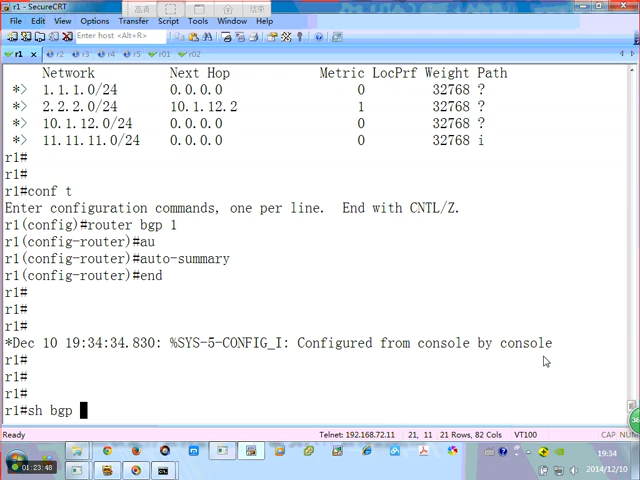 r1 - SecureCRT
File Edit View Options Transfer Script Tools Window Help
Enter host <Alt+R>
r1 r2 r3 r4 r5 r01 r02
Network Next Hop Metric LocPrf Weight Path
*> 1.1.1.0/24 0.0.0.0 0 32768 ?
*> 2.2.2.0/24 10.1.12.2 1 32768 ?
*> 10.1.12.0/24 0.0.0.0 0 32768 ?
*> 11.11.11.0/24 0.0.0.0 0 32768 i
r1#
r1#
r1#conf t
Enter configuration commands, one per line. End with CNTL/Z.
r1(config)#router bgp 1
r1(config-router)#au
r1(config-router)#auto-summary
r1(config-router)#end
r1#
r1#
r1#
*Dec 10 19:34:34.830: %SYS-5-CONFIG_I: Configured from console by console
r1#
r1#
r1#
r1#sh bgp
Ready Telnet: 192.168.72.11 21, 11 21 Rows, 82 Cols VT100 CAP NUM
19:34
01:23:48
2014/12/10